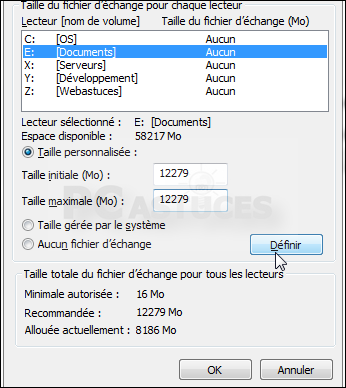 Taille du fichier d'échange pour chaque lecteur
Lecteur [nom de volume] Taille du fichier d'échange (Mo)
C: [OS] Aucun
E: [Documents] Aucun
X: [Serveurs] Aucun
Y: [Développement] Aucun
Z: [Webastuces] Aucun
Lecteur sélectionné : E: [Documents]
Espace disponible : 58217 Mo
Taille personnalisée :
Taille initiale (Mo) : 12279
Taille maximale (Mo) : 12279
PC ASTUCES
Taille gérée par le système
Aucun fichier d'échange
Définir
Taille totale du fichier d'échange pour tous les lecteurs
Minimale autorisée : 16 Mo
Recommandée : 12279 Mo
Allouée actuellement : 8186 Mo
OK Annuler